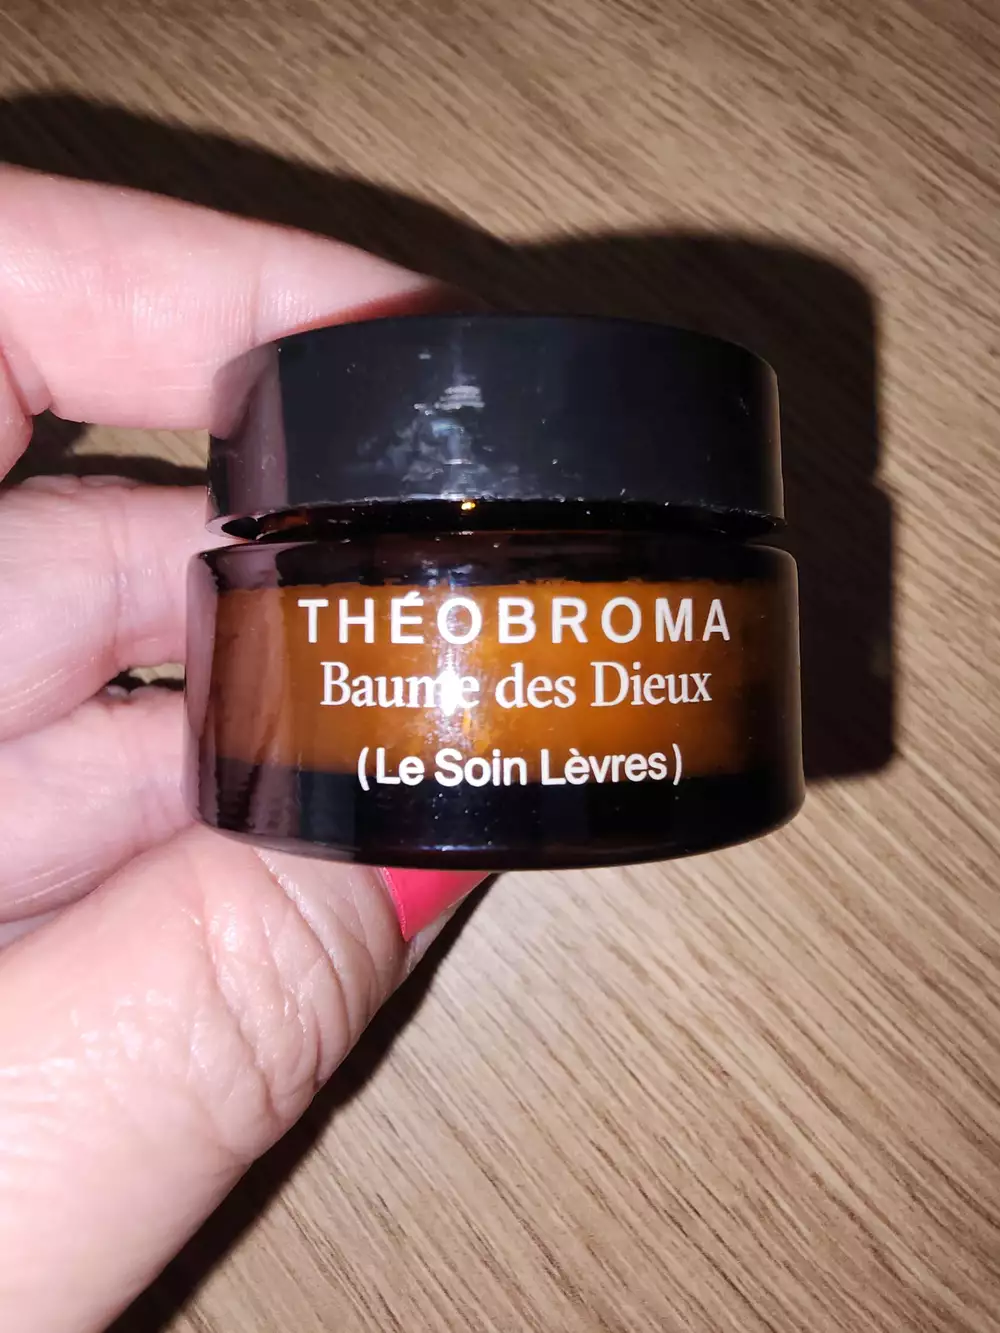 THÉOBROMA
Baume des Dieux
(Le Soin Lèvres)